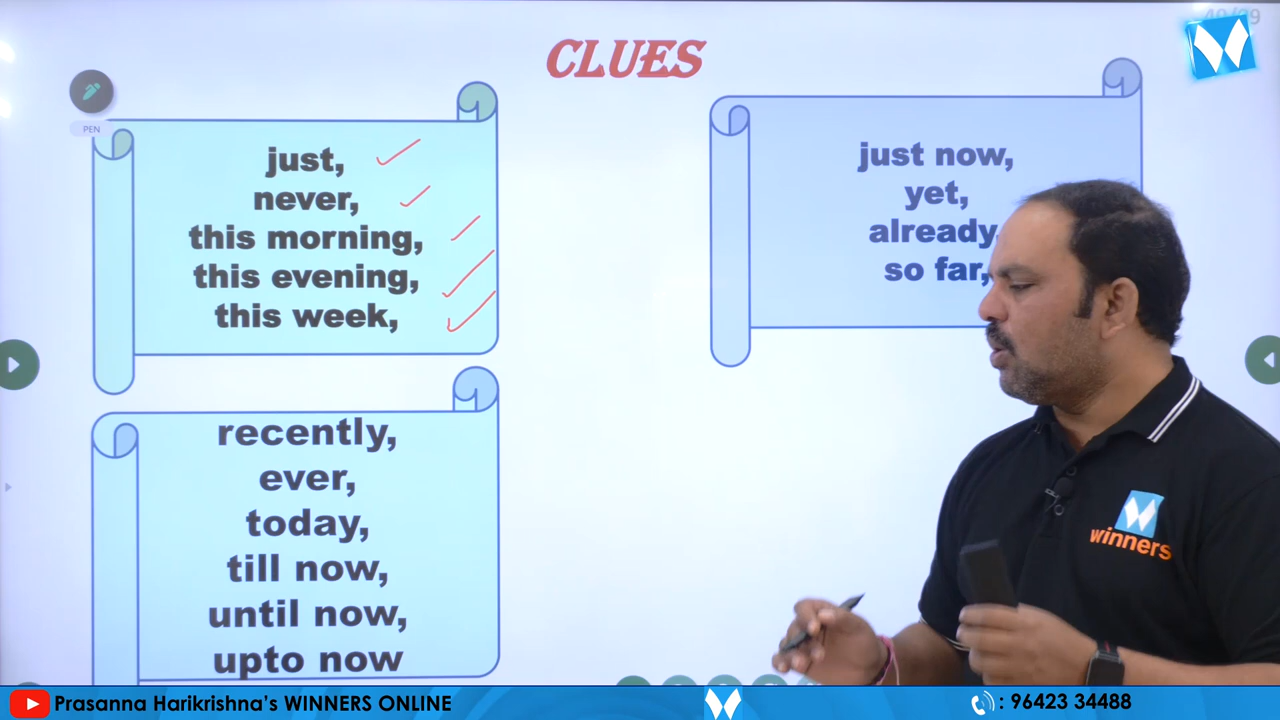 CLUES
PEN
just,
never,
this morning,
this evening,
this week,
recently,
ever,
today,
till now,
until now,
upto now
just now,
yet,
already,
so far,
winners
Prasanna Harikrishna's WINNERS ONLINE
: 96423 34488